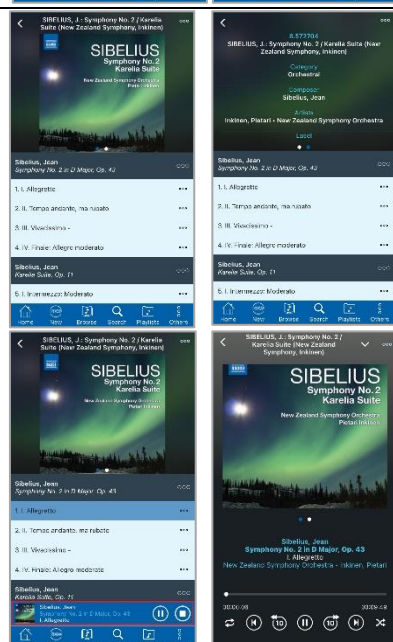 SIBELIUS, J.: Symphony No. 2 / Karelia
Suite (New Zealand Symphony, Inkinen)
SIBELIUS
Symphony No. 2
Karelia Suite
New Zealand Symphony Orchestra
Pietari Inkinen
Sibelius, Jean
Symphony No. 2 in D Major, Op. 43
1. I. Allegretto
2. II. Tempo andante, ma rubato
3. III. Vivacissimo -
4. IV. Finale: Allegro moderato
Sibelius, Jean
Karelia Suite, Op. 11
5. I. Intermezzo: Moderato
Home New Browse Search Playlists Others
8.572704
SIBELIUS, J.: Symphony No. 2 / Karelia Suite (New
Zealand Symphony, Inkinen)
Category
Orchestral
Composer
Sibelius, Jean
Artists
Inkinen, Pietari - New Zealand Symphony Orchestra
Label
Sibelius, Jean
Symphony No. 2 in D Major, Op. 43
1. I. Allegretto
2. II. Tempo andante, ma rubato
3. III. Vivacissimo -
4. IV. Finale: Allegro moderato
Sibelius, Jean
Karelia Suite, Op. 11
5. I. Intermezzo: Moderato
Home New Browse Search Playlists Others
SIBELIUS, J.: Symphony No. 2 / Karelia
Suite (New Zealand Symphony, Inkinen)
SIBELIUS
Symphony No. 2
Karelia Suite
New Zealand Symphony Orchestra
Pietari Inkinen
Sibelius, Jean
Symphony No. 2 in D Major, Op. 43
1. I. Allegretto
2. II. Tempo andante, ma rubato
3. III. Vivacissimo -
4. IV. Finale: Allegro moderato
Sibelius, Jean
Karelia Suite, Op. 11
Sibelius, Jean
Symphony No. 2 in D Major, Op. 43
I. Allegretto
SIBELIUS, J.: Symphony No. 2 /
Karelia Suite (New Zealand
Symphony, Inkinen)
SIBELIUS
Symphony No. 2
Karelia Suite
New Zealand Symphony Orchestra
Pietari Inkinen
Sibelius, Jean
Symphony No. 2 in D Major, Op. 43
I. Allegretto
New Zealand Symphony Orchestra - Inkinen, Pietari
00:00:06
00:09:49
10
10